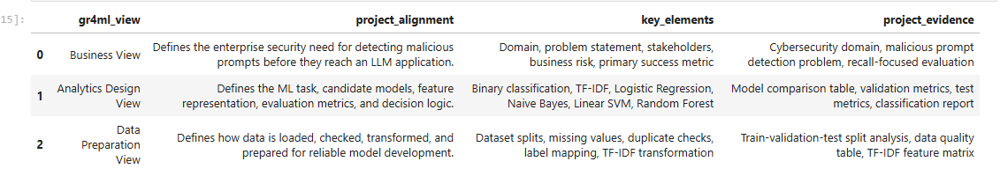 15]:
gr4ml_view project_alignment key_elements project_evidence
0 Business View Defines the enterprise security need for detecting malicious prompts before they reach an LLM application. Domain, problem statement, stakeholders, business risk, primary success metric Cybersecurity domain, malicious prompt detection problem, recall-focused evaluation
1 Analytics Design View Defines the ML task, candidate models, feature representation, evaluation metrics, and decision logic. Binary classification, TF-IDF, Logistic Regression, Naive Bayes, Linear SVM, Random Forest Model comparison table, validation metrics, test metrics, classification report
2 Data Preparation View Defines how data is loaded, checked, transformed, and prepared for reliable model development. Dataset splits, missing values, duplicate checks, label mapping, TF-IDF transformation Train-validation-test split analysis, data quality table, TF-IDF feature matrix